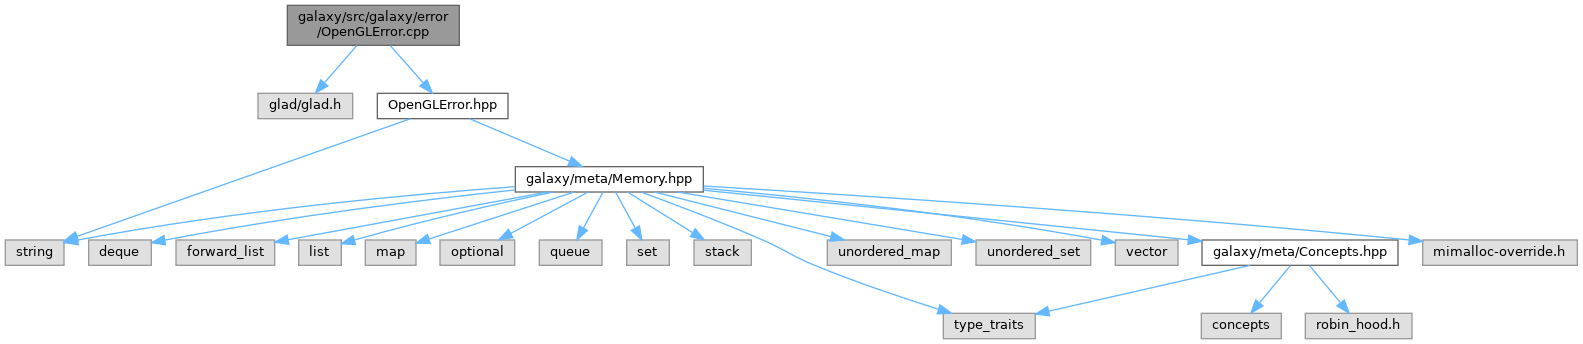 galaxy/src/galaxy/error
/OpenGLError.cpp
glad/glad.h
OpenGLError.hpp
galaxy/meta/Memory.hpp
string
deque
forward_list
list
map
optional
queue
set
stack
unordered_map
unordered_set
vector
galaxy/meta/Concepts.hpp
mimalloc-override.h
type_traits
concepts
robin_hood.h